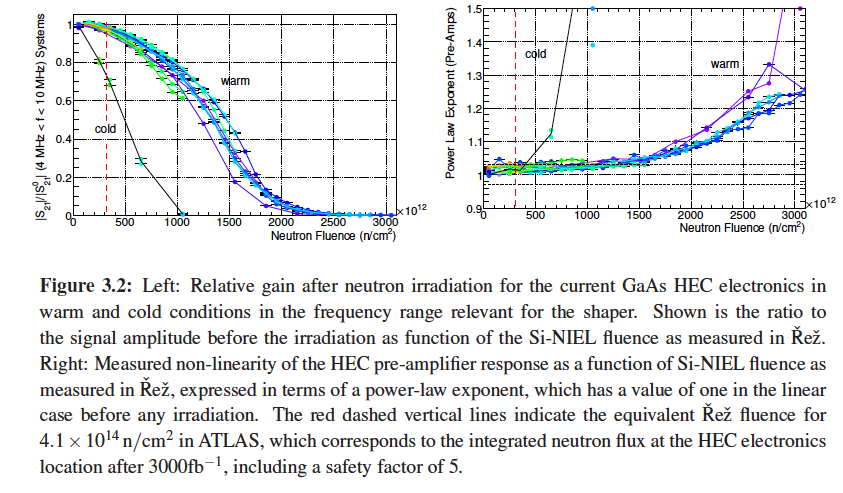 |S21|/|S⁰21| (4 MHz < f < 10 MHz) Systems
1
0.8
0.6
0.4
0.2
0
warm
cold
0 500 1000 1500 2000 2500 3000 ×10¹²
Neutron Fluence (n/cm²)
Power Law Exponent (Pre-Amps)
1.5
1.4
1.3
1.2
1.1
1
0.9
cold
warm
0 500 1000 1500 2000 2500 3000 ×10¹²
Neutron Fluence (n/cm²)
Figure 3.2: Left: Relative gain after neutron irradiation for the current GaAs HEC electronics in
warm and cold conditions in the frequency range relevant for the shaper. Shown is the ratio to
the signal amplitude before the irradiation as function of the Si-NIEL fluence as measured in Řež.
Right: Measured non-linearity of the HEC pre-amplifier response as a function of Si-NIEL fluence as
measured in Řež, expressed in terms of a power-law exponent, which has a value of one in the linear
case before any irradiation. The red dashed vertical lines indicate the equivalent Řež fluence for
4.1 × 10¹⁴ n/cm² in ATLAS, which corresponds to the integrated neutron flux at the HEC electronics
location after 3000fb⁻¹, including a safety factor of 5.